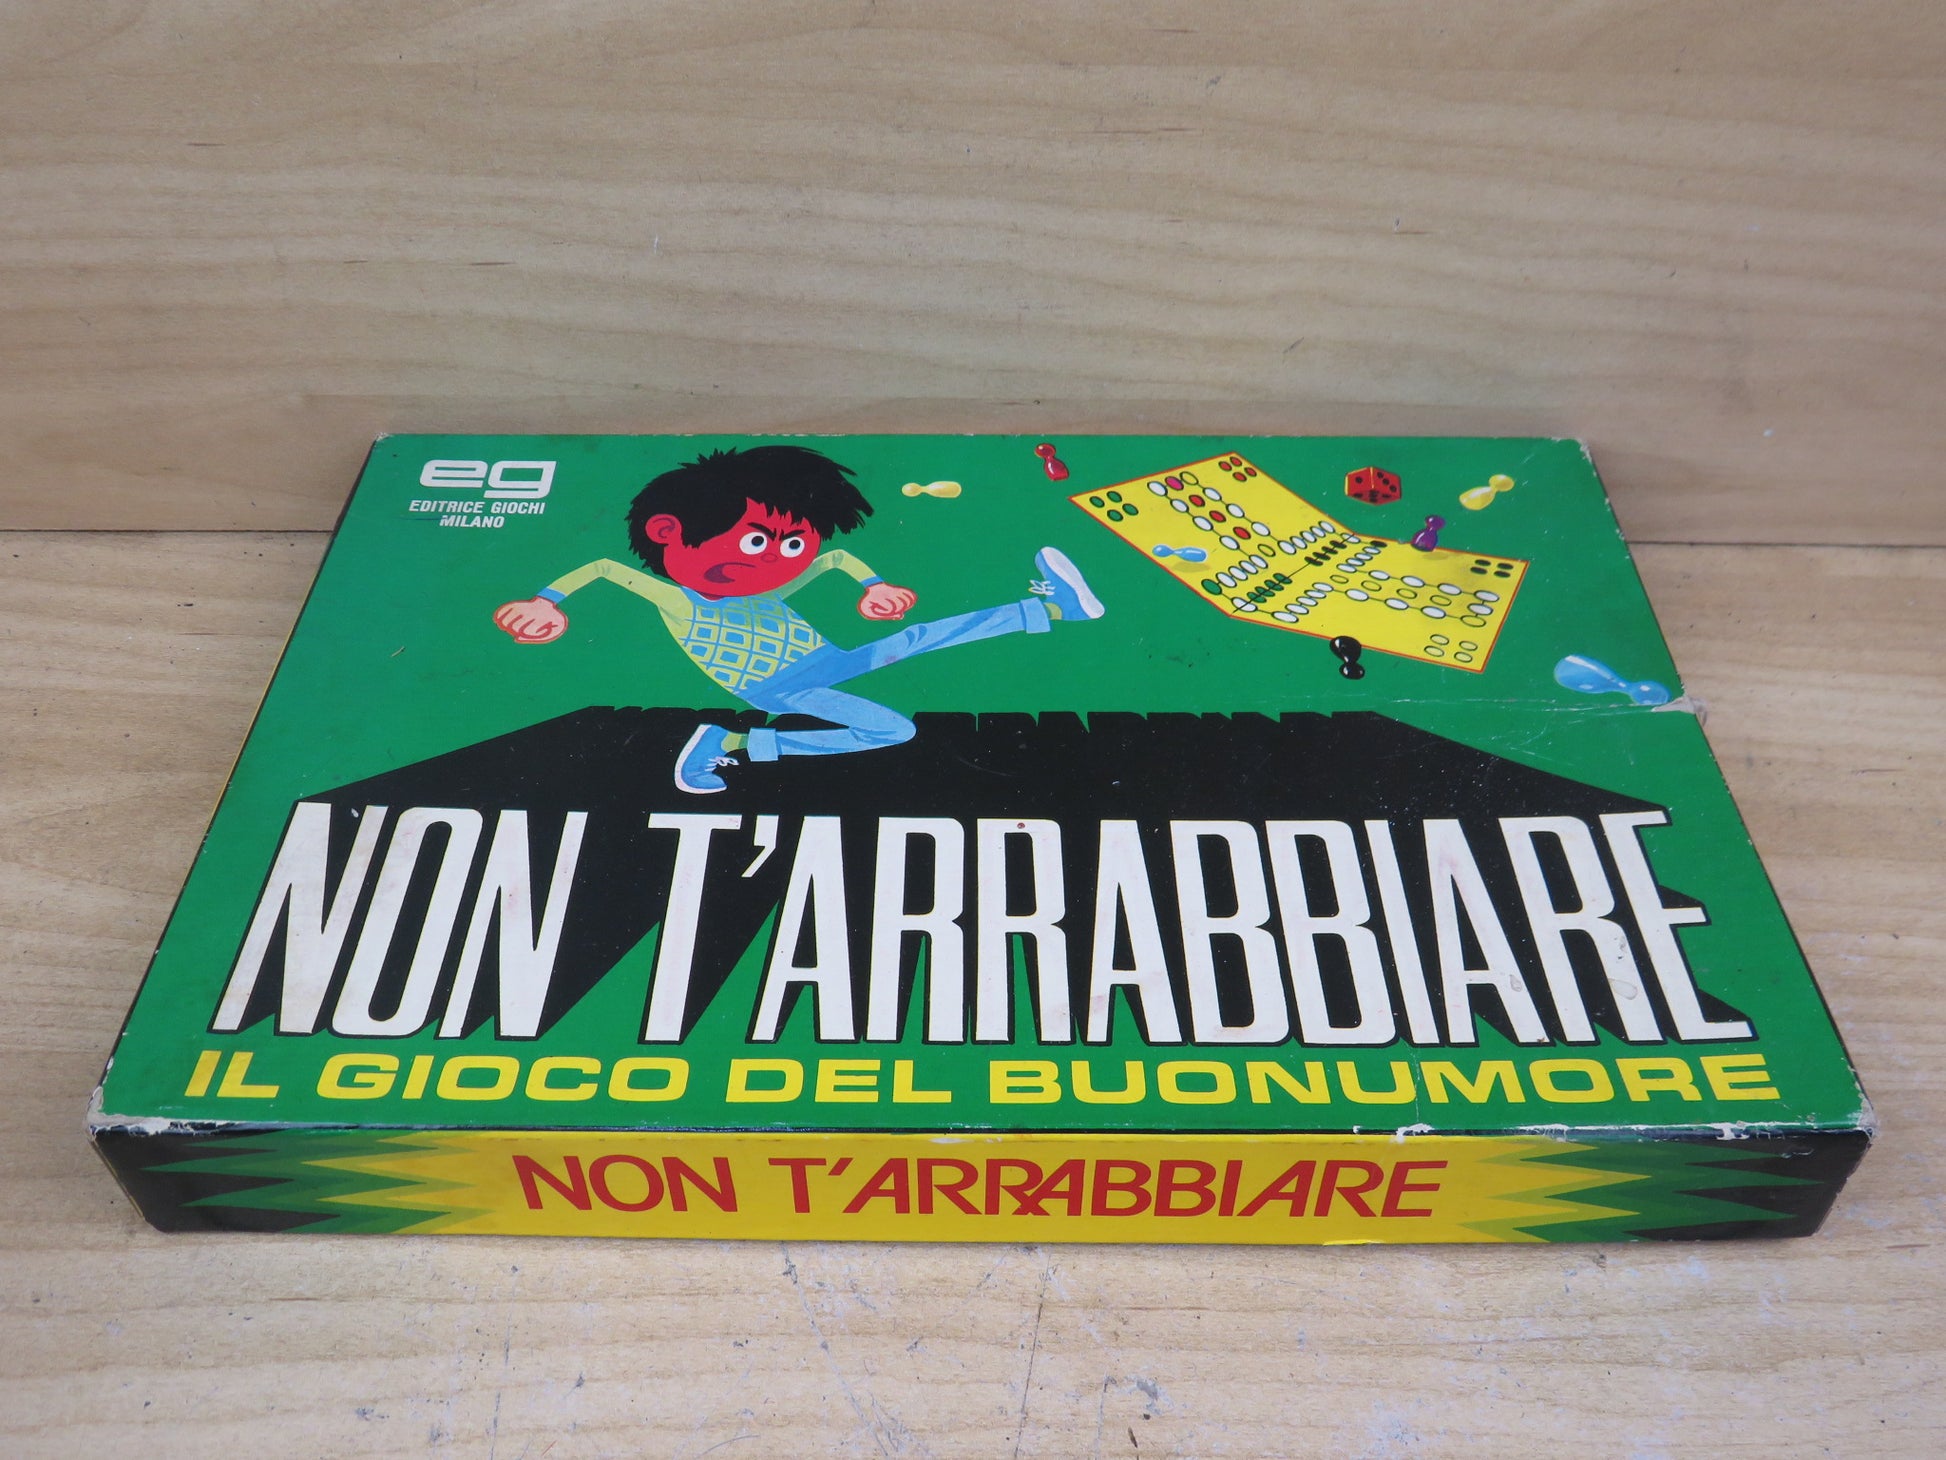 eg
EDITRICE GIOCHI
MILANO
NON T'ARRABBIARE
IL GIOCO DEL BUONUMORE
NON T'ARRABBIARE